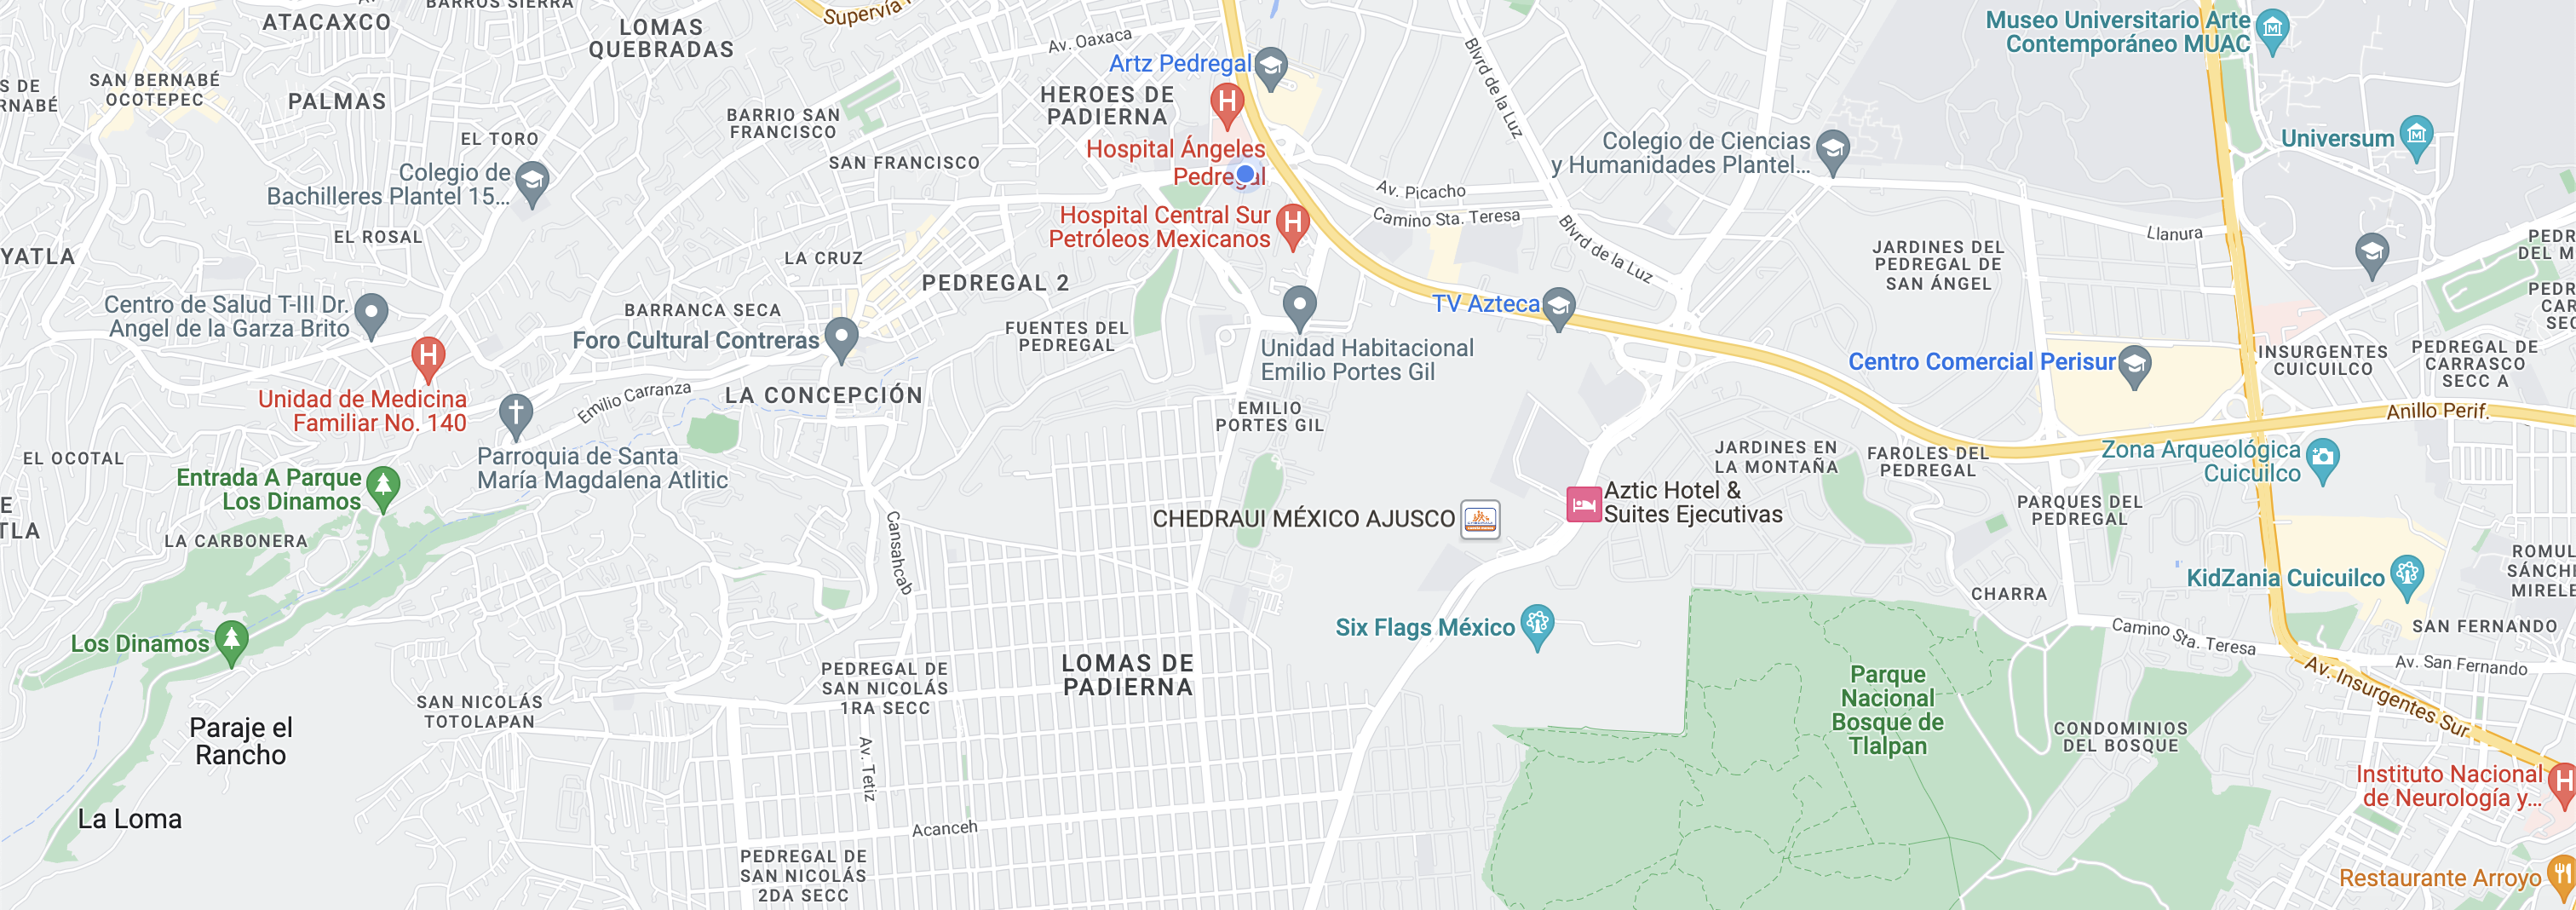 BARROS SIERRA
ATACAXCO
LOMAS
QUEBRADAS
Supervía
Av. Oaxaca
Museo Universitario Arte
Contemporáneo MUAC
SAN BERNABÉ
OCOTEPEC
S DE
RNABÉ
PALMAS
Artz Pedregal
HEROES DE
PADIERNA
Blvrd de la Luz
BARRIO SAN
FRANCISCO
EL TORO
SAN FRANCISCO
Hospital Ángeles
Pedregal
Colegio de Ciencias
y Humanidades Plantel...
Universum
Colegio de
Bachilleres Plantel 15...
Av. Picacho
Camino Sta. Teresa
Hospital Central Sur
Petróleos Mexicanos
Blvrd de la Luz
Llanura
EL ROSAL
YATLA
LA CRUZ
JARDINES DEL
PEDREGAL DE
SAN ÁNGEL
PEDR
DEL M
PEDREGAL 2
Centro de Salud T-III Dr.
Angel de la Garza Brito
BARRANCA SECA
TV Azteca
PEDR
CAR
SEC
Foro Cultural Contreras
FUENTES DEL
PEDREGAL
Unidad Habitacional
Emilio Portes Gil
Centro Comercial Perisur
INSURGENTES
CUICUILCO
PEDREGAL DE
CARRASCO
SECC A
Unidad de Medicina
Familiar No. 140
Emilio Carranza
LA CONCEPCIÓN
EMILIO
PORTES GIL
Anillo Perif.
EL OCOTAL
Parroquia de Santa
María Magdalena Atlitic
JARDINES EN
LA MONTAÑA
FAROLES DEL
PEDREGAL
Zona Arqueológica
Cuicuilco
Entrada A Parque
Los Dinamos
E
TLA
CHEDRAUI MÉXICO AJUSCO
Aztic Hotel &
Suites Ejecutivas
PARQUES DEL
PEDREGAL
LA CARBONERA
Cansahcab
ROMUL
SÁNCHI
MIRELE
KidZania Cuicuilco
CHARRA
Los Dinamos
Six Flags México
Camino Sta. Teresa
SAN FERNANDO
Av. San Fernando
PEDREGAL DE
SAN NICOLÁS
1RA SECC
LOMAS DE
PADIERNA
Parque
Nacional
Bosque de
Tlalpan
Av. Insurgentes Sur
SAN NICOLÁS
TOTOLAPAN
Paraje el
Rancho
CONDOMINIOS
DEL BOSQUE
Av. Tetiz
Instituto Nacional
de Neurología y...
La Loma
Acanceh
PEDREGAL DE
SAN NICOLÁS
2DA SECC
Restaurante Arroyo